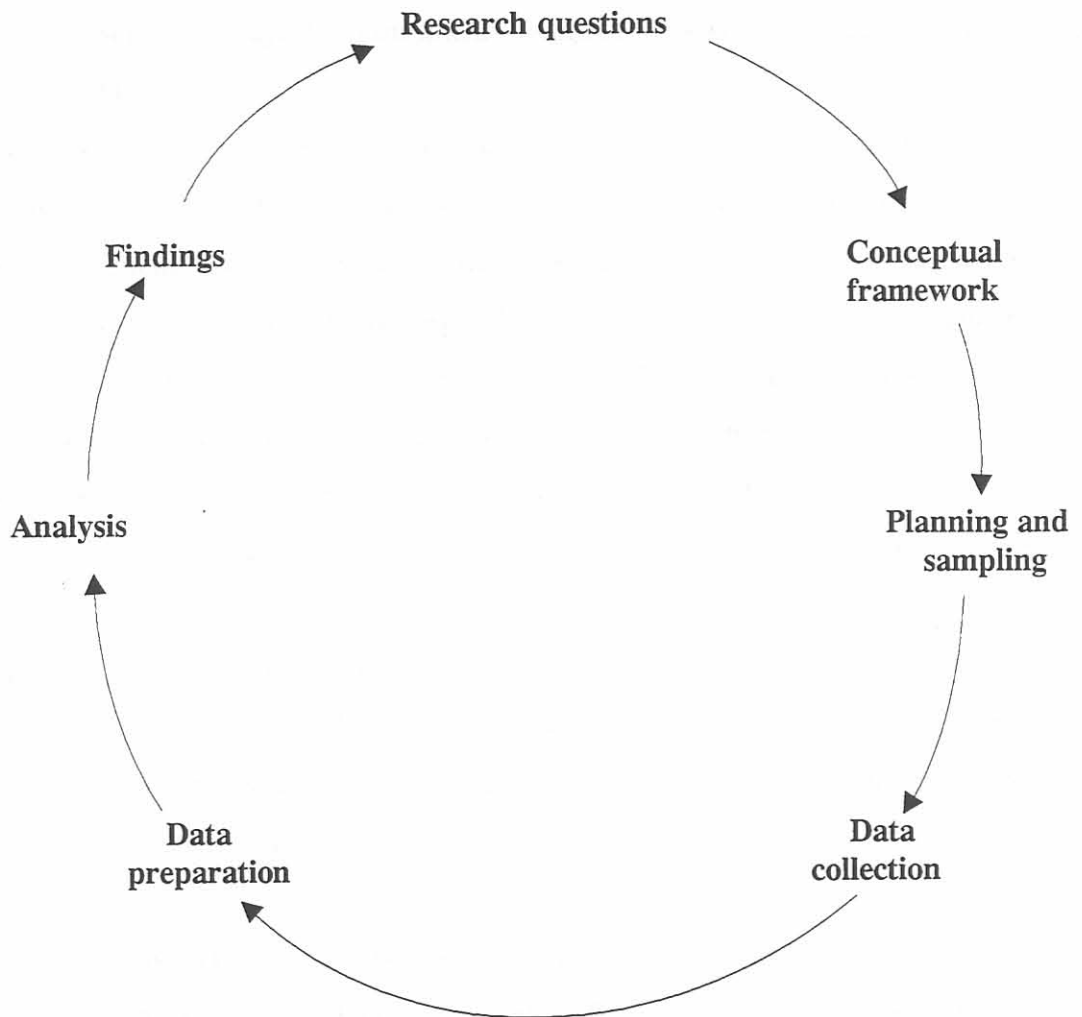 Research questions
Conceptual
framework
Planning and
sampling
Data
collection
Data
preparation
Analysis
Findings